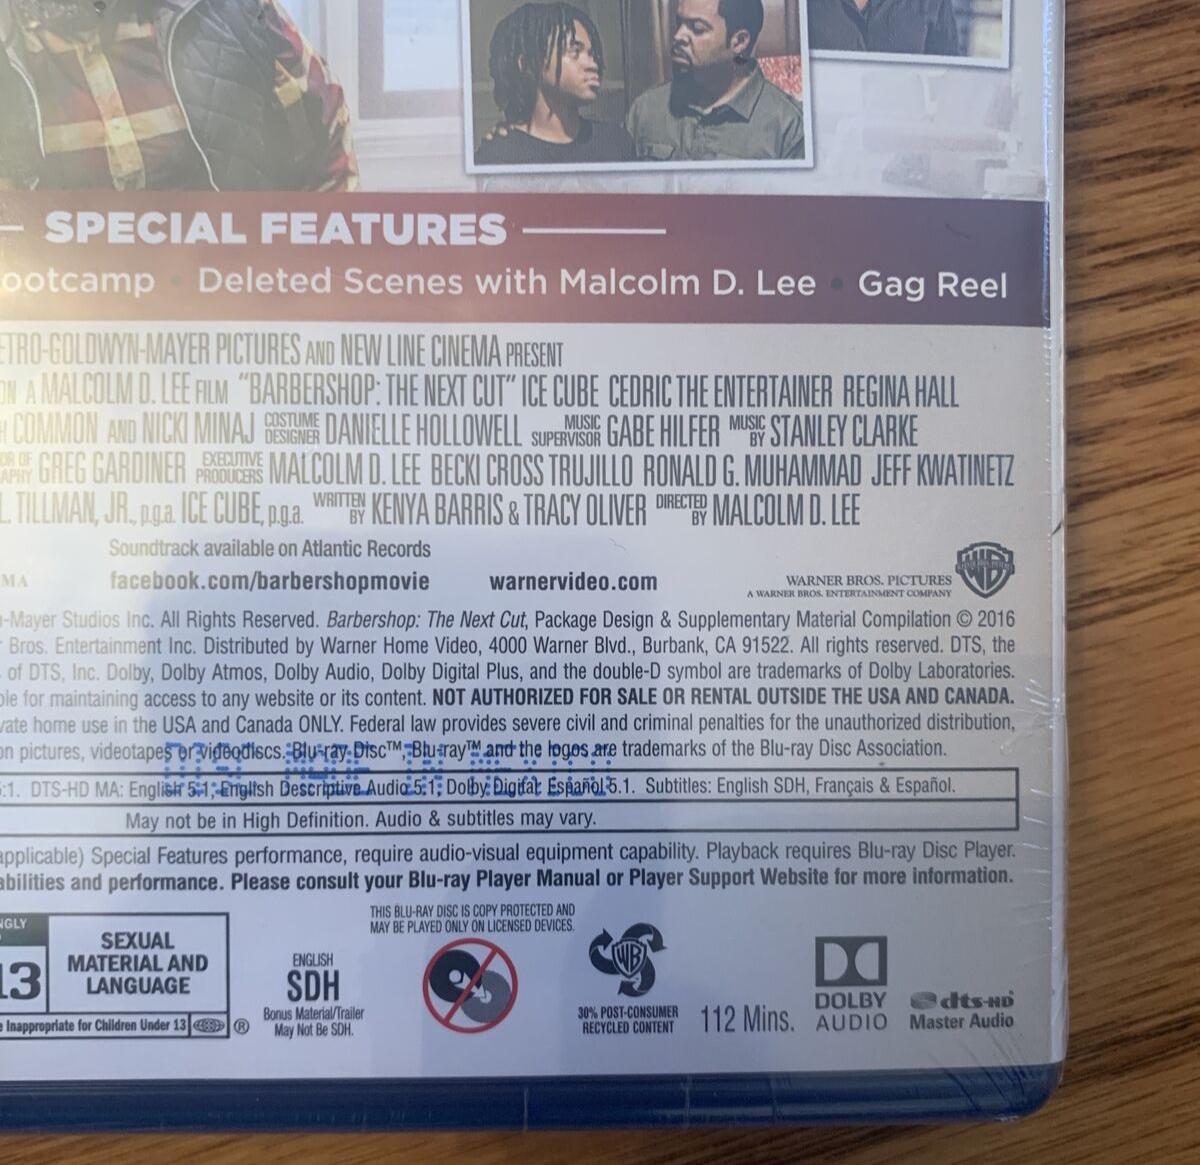 SPECIAL FEATURES
ootcamp • Deleted Scenes with Malcolm D. Lee • Gag Reel
ETRO-GOLDWYN-MAYER PICTURES AND NEW LINE CINEMA PRESENT
ON A MALCOLM D. LEE FILM "BARBERSHOP: THE NEXT CUT" ICE CUBE CEDRIC THE ENTERTAINER REGINA HALL
H COMMON AND NICKI MINAJ COSTUME DESIGNER DANIELLE HOLLOWELL MUSIC SUPERVISOR GABE HILFER MUSIC BY STANLEY CLARKE
OR OF APHY GREG GARDINER EXECUTIVE PRODUCERS MALCOLM D. LEE BECKI CROSS TRUJILLO RONALD G. MUHAMMAD JEFF KWATINETZ
L. TILLMAN, JR., p.g.a. ICE CUBE, p.g.a. WRITTEN BY KENYA BARRIS & TRACY OLIVER DIRECTED BY MALCOLM D. LEE
Soundtrack available on Atlantic Records
MA facebook.com/barbershopmovie warnervideo.com WARNER BROS. PICTURES
A WARNER BROS. ENTERTAINMENT COMPANY
-Mayer Studios Inc. All Rights Reserved. Barbershop: The Next Cut, Package Design & Supplementary Material Compilation © 2016
Bros. Entertainment Inc. Distributed by Warner Home Video, 4000 Warner Blvd., Burbank, CA 91522. All rights reserved. DTS, the
of DTS, Inc. Dolby, Dolby Atmos, Dolby Audio, Dolby Digital Plus, and the double-D symbol are trademarks of Dolby Laboratories.
ble for maintaining access to any website or its content. NOT AUTHORIZED FOR SALE OR RENTAL OUTSIDE THE USA AND CANADA.
vate home use in the USA and Canada ONLY. Federal law provides severe civil and criminal penalties for the unauthorized distribution,
on pictures, videotapes or videodiscs. Blu-ray Disc™, Blu-ray™ and the logos are trademarks of the Blu-ray Disc Association.
DISC MADE IN MEXICO
5:1. DTS-HD MA: English 5.1; English Descriptive Audio 5.1; Dolby Digital: Español 5.1. Subtitles: English SDH, Français & Español.
May not be in High Definition. Audio & subtitles may vary.
applicable) Special Features performance, require audio-visual equipment capability. Playback requires Blu-ray Disc Player.
abilities and performance. Please consult your Blu-ray Player Manual or Player Support Website for more information.
NGLY
13
SEXUAL
MATERIAL AND
LANGUAGE
e Inappropriate for Children Under 13 ®
ENGLISH
SDH
Bonus Material/Trailer
May Not Be SDH.
THIS BLU-RAY DISC IS COPY PROTECTED AND
MAY BE PLAYED ONLY ON LICENSED DEVICES.
WB
30% POST-CONSUMER
RECYCLED CONTENT
112 Mins.
DOLBY
AUDIO
dts-HD
Master Audio